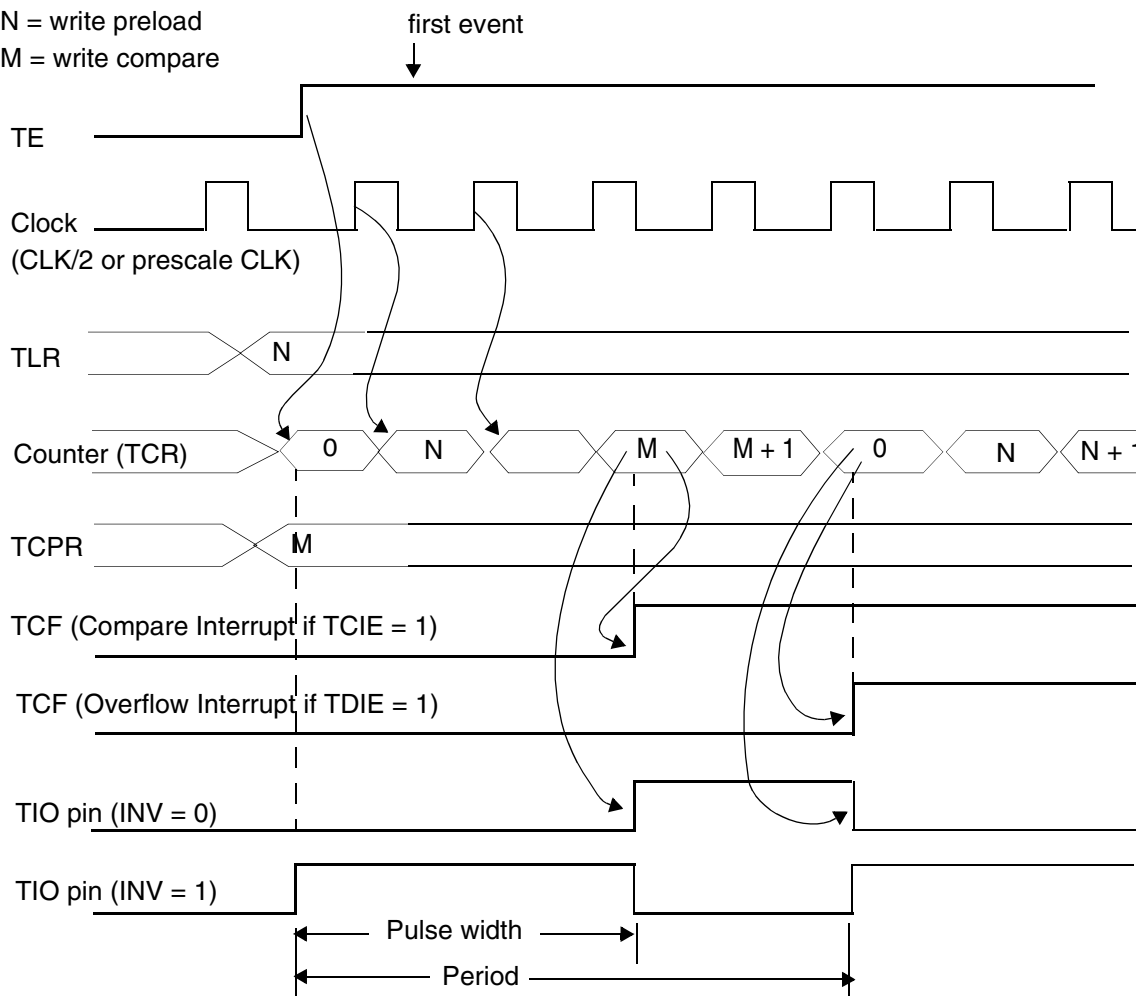 N = write preload
M = write compare
first event
TE
Clock
(CLK/2 or prescale CLK)
TLR
N
Counter (TCR)
0
N
M
M + 1
0
N
N + 1
TCPR
M
TCF (Compare Interrupt if TCIE = 1)
TCF (Overflow Interrupt if TDIE = 1)
TIO pin (INV = 0)
TIO pin (INV = 1)
Pulse width
Period